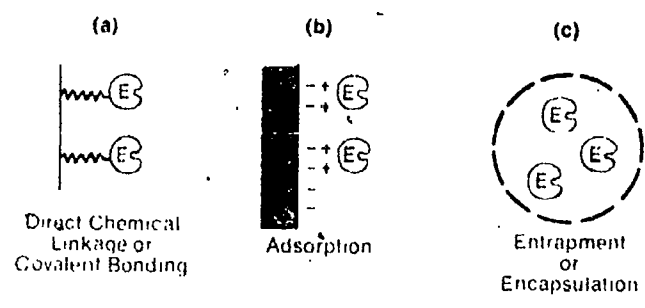 (a)
E
E
Direct Chemical
Linkage or
Covalent Bonding
(b)
- + E
- +
- + E
- +
-
-
Adsorption
(c)
E
E
E
Entrapment
or
Encapsulation